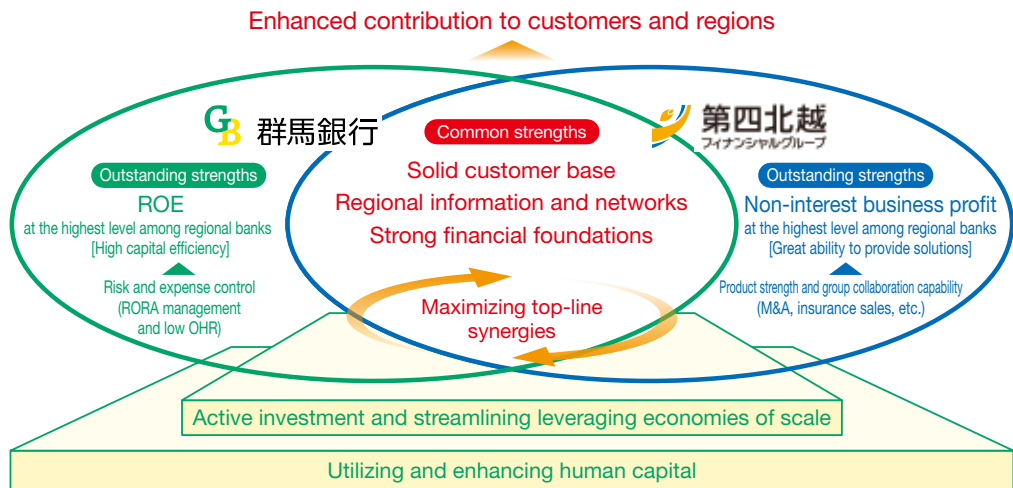 Enhanced contribution to customers and regions
GB 群馬銀行
Common strengths
第四北越
フィナンシャルグループ
Solid customer base
Regional information and networks
Strong financial foundations
Outstanding strengths
ROE
at the highest level among regional banks
[High capital efficiency]
Risk and expense control
(RORA management
and low OHR)
Outstanding strengths
Non-interest business profit
at the highest level among regional banks
[Great ability to provide solutions]
Product strength and group collaboration capability
(M&A, insurance sales, etc.)
Maximizing top-line
synergies
Active investment and streamlining leveraging economies of scale
Utilizing and enhancing human capital